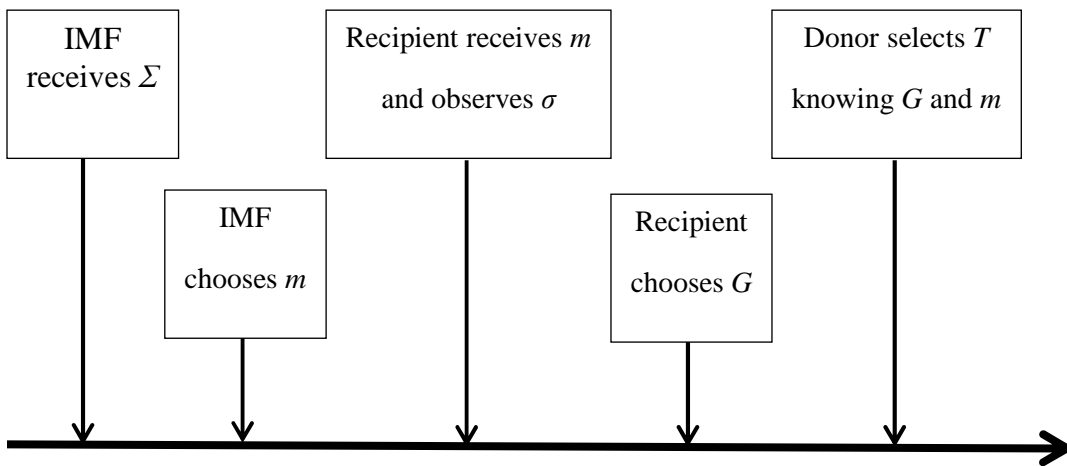 IMF
receives Σ
IMF
chooses m
Recipient receives m
and observes σ
Recipient
chooses G
Donor selects T
knowing G and m